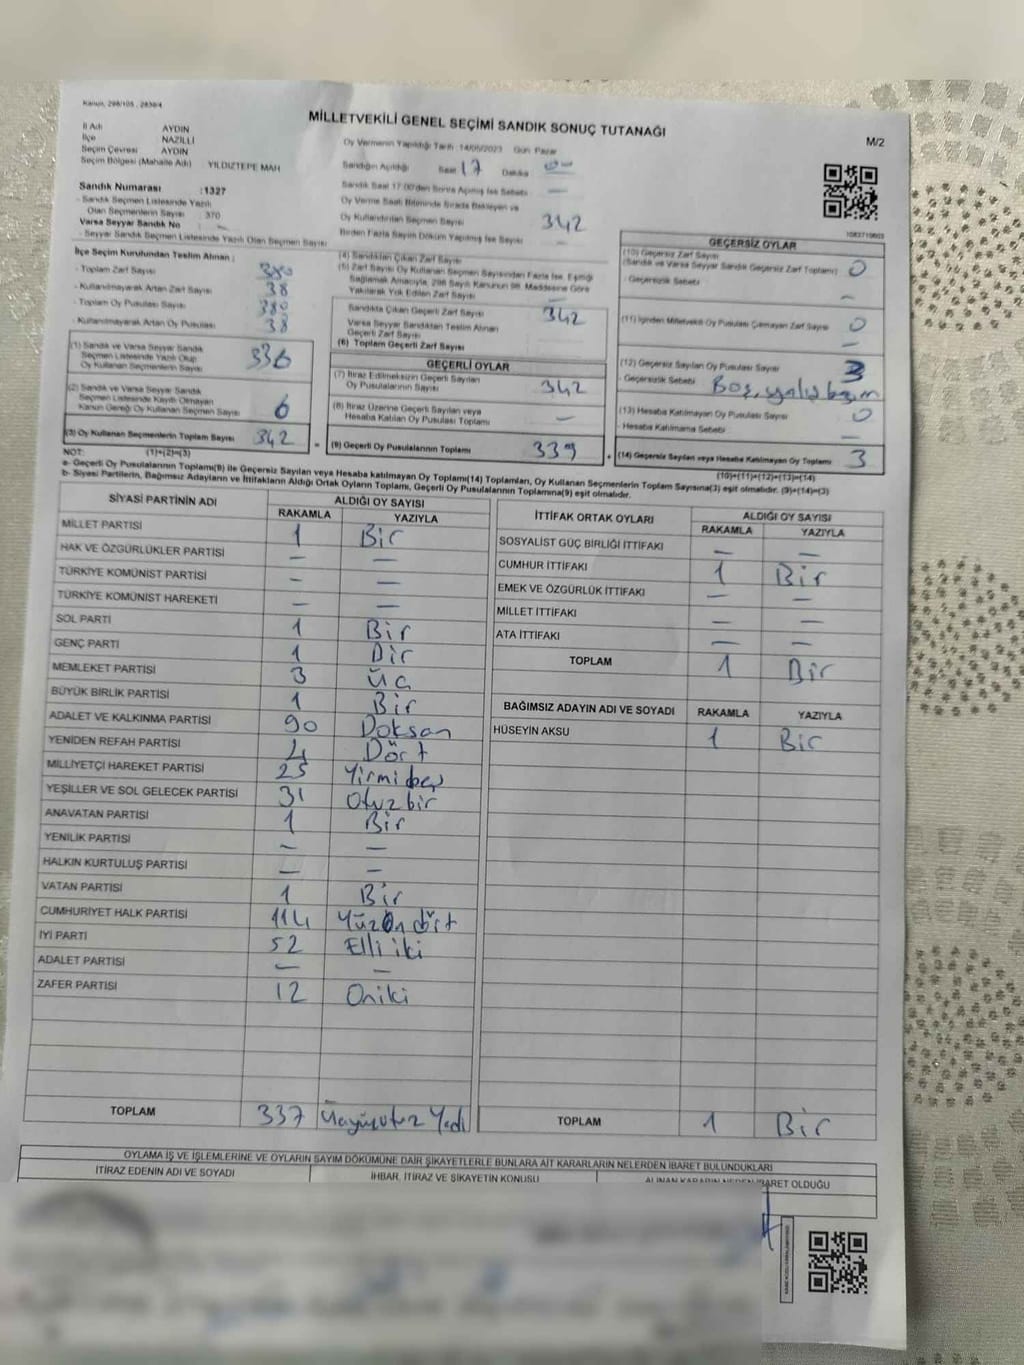 Kanun, 298/105 , 2839/4
MİLLETVEKİLİ GENEL SEÇİMİ SANDIK SONUÇ TUTANAĞI
M/2
İl Adı AYDIN
İlçe NAZİLLİ
Seçim Çevresi AYDIN
Seçim Bölgesi (Mahalle Adı) YILDIZTEPE MAH
Oy Vermenin Yapıldığı Tarih :14/05/2023 Gün Pazar
Sandığın Açıldığı Saat 17 Dakika 00
Sandık Saat 17:00'den Sonra Açılmış İse Sebebi —
Oy Verme Saati Bitiminde Sırada Bekleyen ve
Oy Kullandırılan Seçmen Sayısı 342
Birden Fazla Sayım Döküm Yapılmış İse Sayısı —
Sandık Numarası :1327
- Sandık Seçmen Listesinde Yazılı
Olan Seçmenlerin Sayısı : 370
Varsa Seyyar Sandık No —
- Seyyar Sandık Seçmen Listesinde Yazılı Olan Seçmen Sayısı
İlçe Seçim Kurulundan Teslim Alınan :
- Toplam Zarf Sayısı 380
- Kullanılmayarak Artan Zarf Sayısı 38
- Toplam Oy Pusulası Sayısı 380
- Kullanılmayarak Artan Oy Pusulası 38
(1) Sandık ve Varsa Seyyar Sandık
Seçmen Listesinde Yazılı Olup
Oy Kullanan Seçmenlerin Sayısı 336
(2) Sandık ve Varsa Seyyar Sandık
Seçmen Listesinde Kayıtlı Olmayan
Kanun Gereği Oy Kullanan Seçmen Sayısı 6
(3) Oy Kullanan Seçmenlerin Toplam Sayısı 342
(1)+(2)=(3)
(4) Sandıktan Çıkan Zarf Sayısı
(5) Zarf Sayısı Oy Kullanan Seçmen Sayısından Fazla İse, Eşitliği
Sağlamak Amacıyla, 298 Sayılı Kanunun 98. Maddesine Göre
Yakılarak Yok Edilen Zarf Sayısı —
Sandıkta Çıkan Geçerli Zarf Sayısı 342
Varsa Seyyar Sandıktan Teslim Alınan
Geçerli Zarf Sayısı
(6) Toplam Geçerli Zarf Sayısı
GEÇERLİ OYLAR
(7) İtiraz Edilmeksizin Geçerli Sayılan
Oy Pusulalarının Sayısı 342
(8) İtiraz Üzerine Geçerli Sayılan veya
Hesaba Katılan Oy Pusulası Toplamı —
= (9) Geçerli Oy Pusulalarının Toplamı 339
1083710603
GEÇERSİZ OYLAR
(10) Geçersiz Zarf Sayısı
(Sandık ve Varsa Seyyar Sandık Geçersiz Zarf Toplamı) 0
- Geçersizlik Sebebi —
(11) İçinden Milletvekili Oy Pusulası Çıkmayan Zarf Sayısı 0
—
(12) Geçersiz Sayılan Oy Pusulası Sayısı 3
- Geçersizlik Sebebi Boş,
(13) Hesaba Katılmayan Oy Pusulası Sayısı 0
- Hesaba Katılmama Sebebi —
+ (14) Geçersiz Sayılan veya Hesaba Katılmayan Oy Toplamı 3
(10)+(11)+(12)+(13)=(14)
NOT:
a- Geçerli Oy Pusulalarının Toplamı(9) ile Geçersiz Sayılan veya Hesaba katılmayan Oy Toplamı(14) Toplamları, Oy Kullanan Seçmenlerin Toplam Sayısına(3) eşit olmalıdır. (9)+(14)=(3)
b- Siyasi Partilerin, Bağımsız Adayların ve İttifakların Aldığı Ortak Oyların Toplamı, Geçerli Oy Pusulalarının Toplamına(9) eşit olmalıdır.
SİYASİ PARTİNİN ADI ALDIĞI OY SAYISI
RAKAMLA YAZIYLA
MİLLET PARTİSİ 1 Bir
HAK VE ÖZGÜRLÜKLER PARTİSİ — —
TÜRKİYE KOMÜNİST PARTİSİ — —
TÜRKİYE KOMÜNİST HAREKETİ — —
SOL PARTİ 1 Bir
GENÇ PARTİ 1 Bir
MEMLEKET PARTİSİ 3 Üç
BÜYÜK BİRLİK PARTİSİ 1 Bir
ADALET VE KALKINMA PARTİSİ 90 Doksan
YENİDEN REFAH PARTİSİ 4 Dört
MİLLİYETÇİ HAREKET PARTİSİ 25 Yirmibeş
YEŞİLLER VE SOL GELECEK PARTİSİ 31 Otuzbir
ANAVATAN PARTİSİ 1 Bir
YENİLİK PARTİSİ — —
HALKIN KURTULUŞ PARTİSİ — —
VATAN PARTİSİ 1 Bir
CUMHURİYET HALK PARTİSİ 114 Yüzondört
İYİ PARTİ 52 Elli iki
ADALET PARTİSİ — —
ZAFER PARTİSİ 12 Oniki
TOPLAM 337 Üçyüzotuz Yedi
İTTİFAK ORTAK OYLARI ALDIĞI OY SAYISI
RAKAMLA YAZIYLA
SOSYALİST GÜÇ BİRLİĞİ İTTİFAKI — —
CUMHUR İTTİFAKI 1 Bir
EMEK VE ÖZGÜRLÜK İTTİFAKI — —
MİLLET İTTİFAKI — —
ATA İTTİFAKI — —
TOPLAM 1 Bir
BAĞIMSIZ ADAYIN ADI VE SOYADI RAKAMLA YAZIYLA
HÜSEYİN AKSU 1 Bir
TOPLAM 1 Bir
OYLAMA İŞ VE İŞLEMLERİNE VE OYLARIN SAYIM DÖKÜMÜNE DAİR ŞİKAYETLERLE BUNLARA AİT KARARLARIN NELERDEN İBARET BULUNDUKLARI
İTİRAZ EDENİN ADI VE SOYADI İHBAR, İTİRAZ VE ŞİKAYETİN KONUSU ALINAN KARARIN NEDEN İBARET OLDUĞU